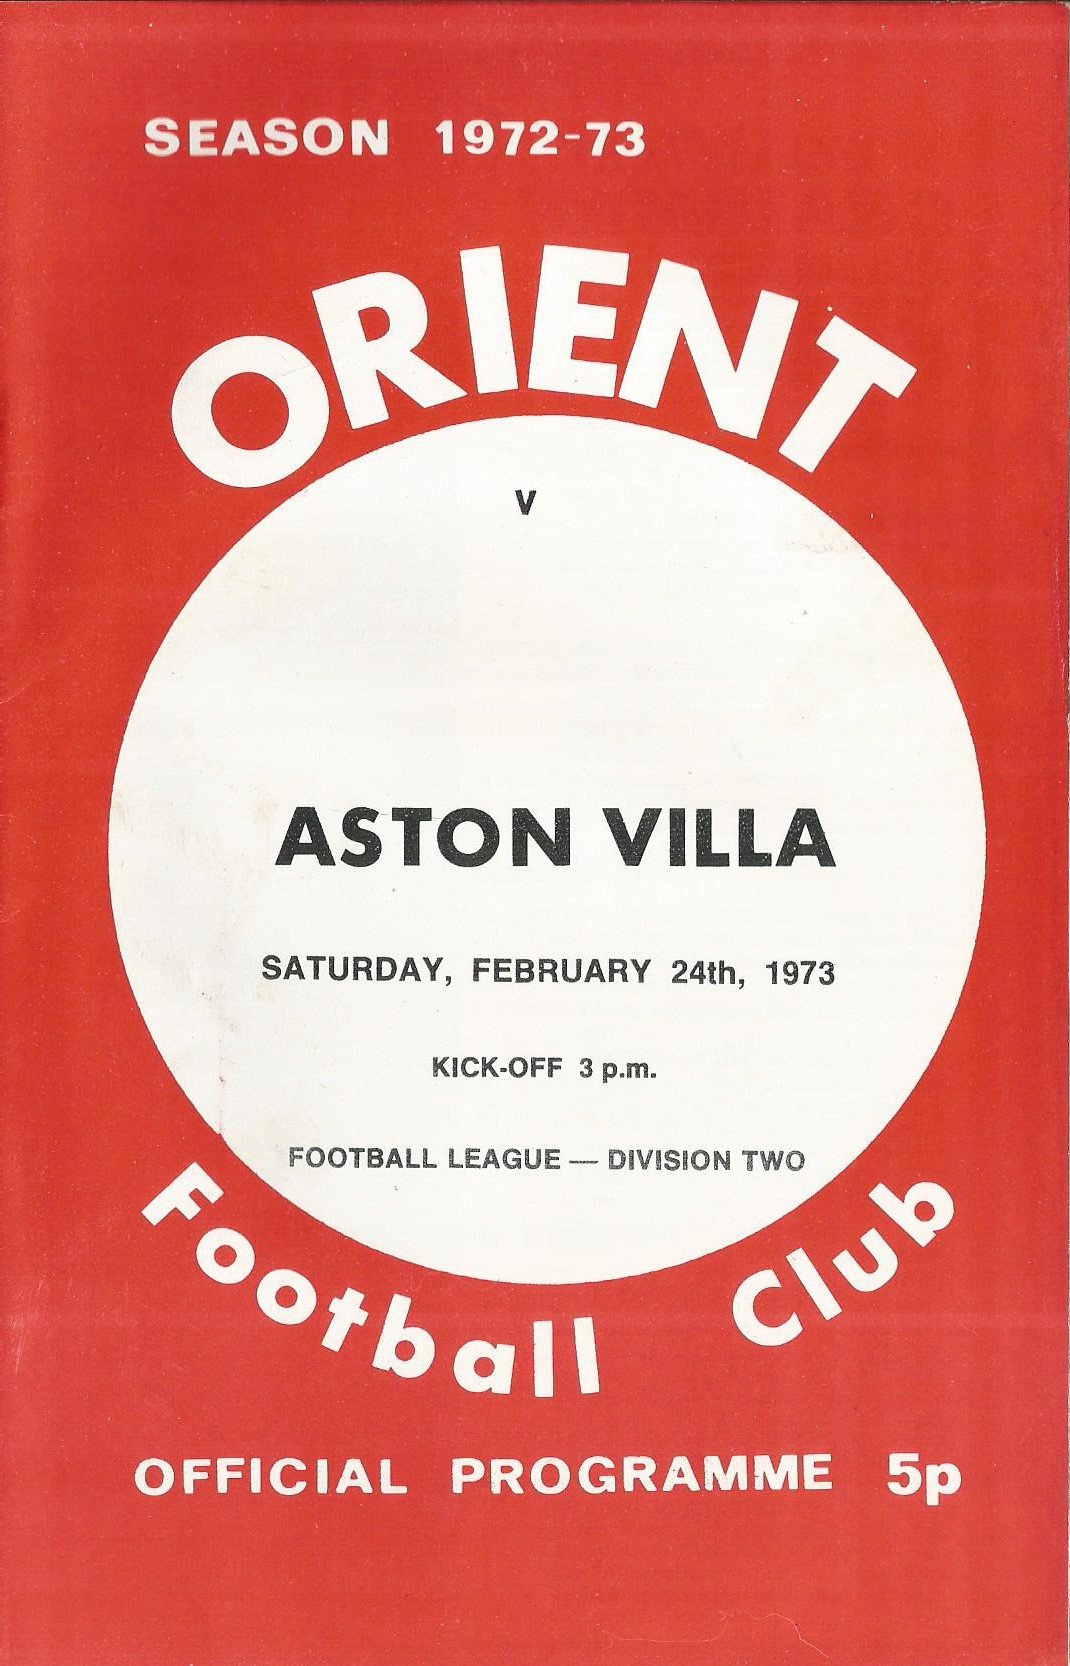 SEASON 1972-73
ORIENT
v
ASTON VILLA
SATURDAY, FEBRUARY 24th, 1973
KICK-OFF 3 p.m.
FOOTBALL LEAGUE — DIVISION TWO
Football Club
OFFICIAL PROGRAMME 5p